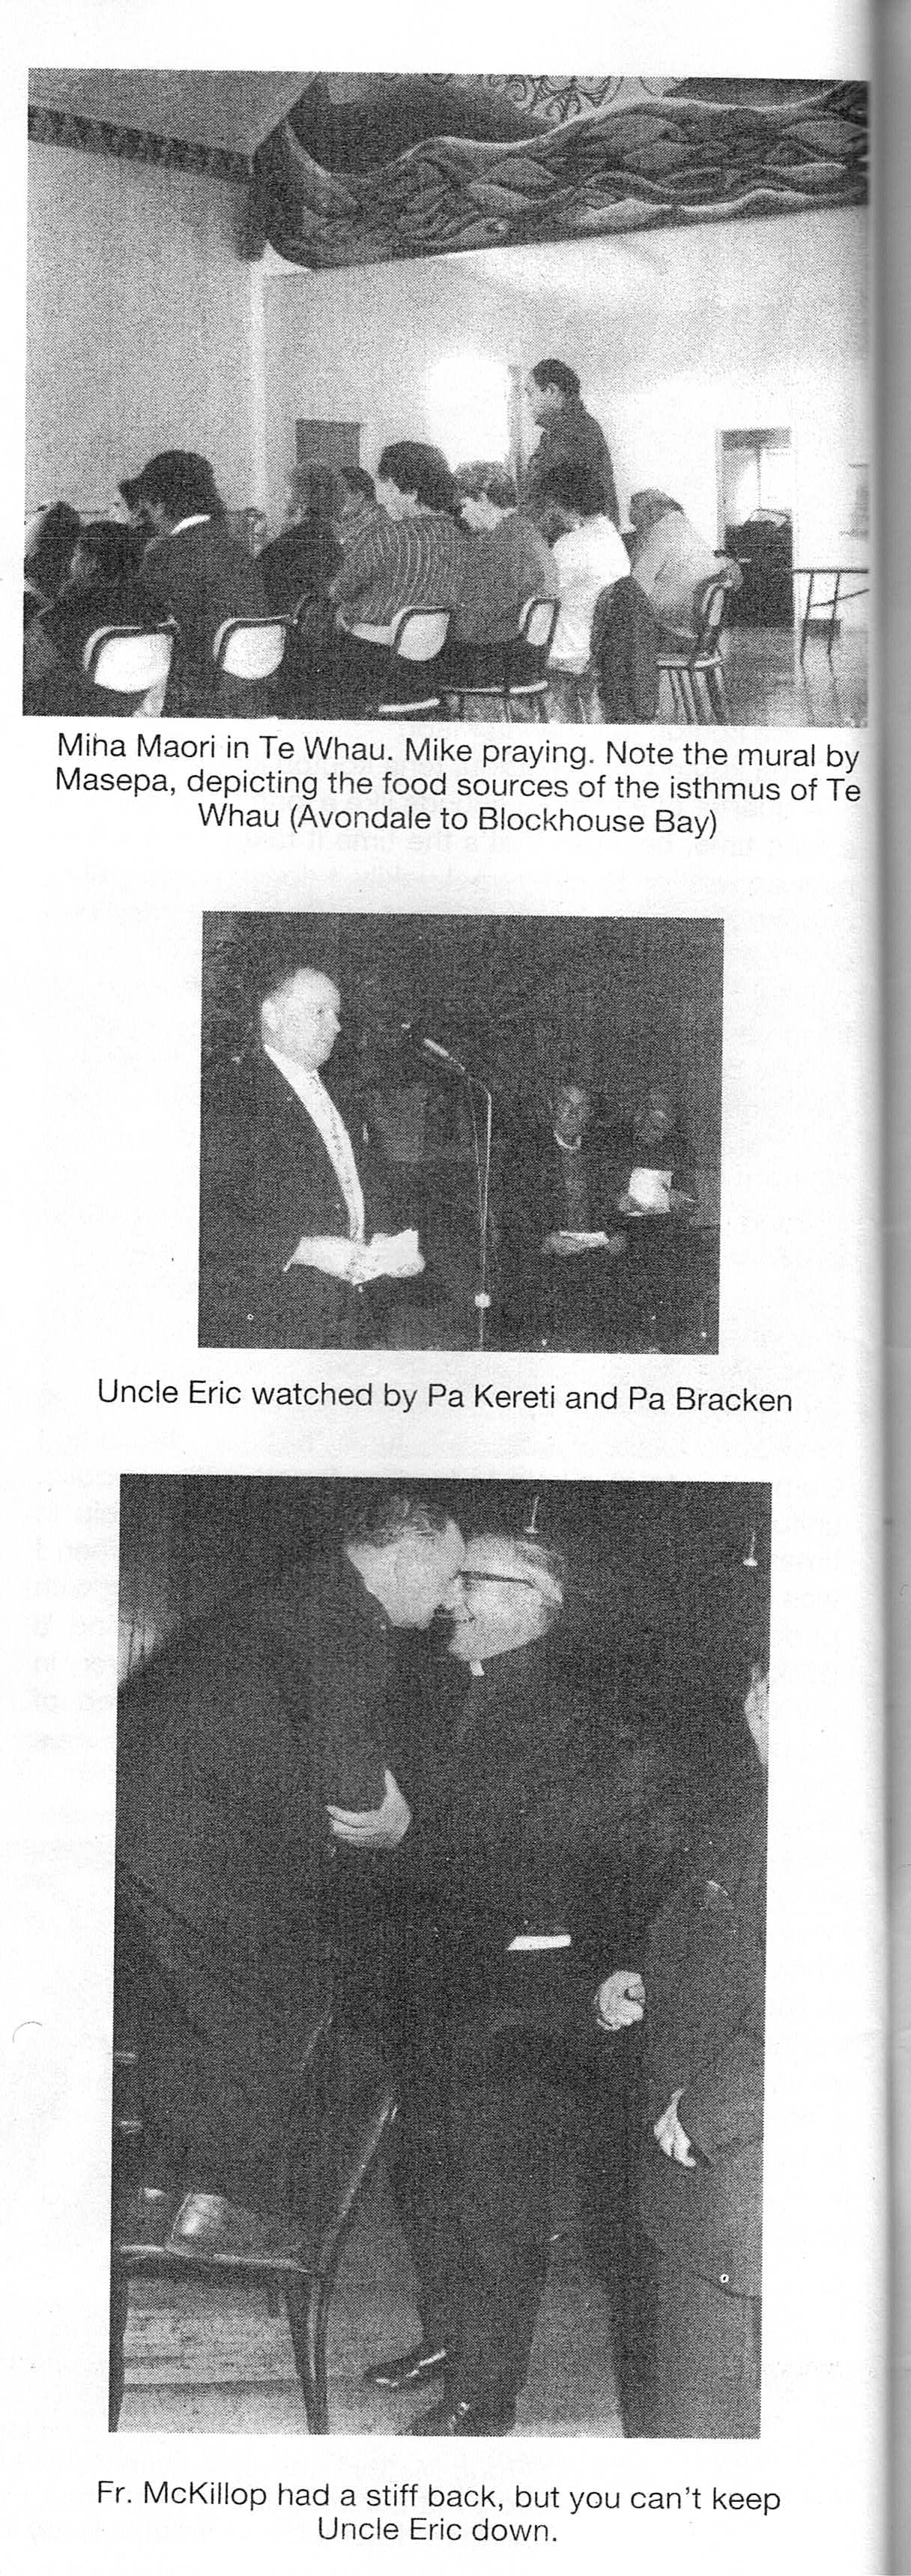 Miha Maori in Te Whau. Mike praying. Note the mural by
Masepa, depicting the food sources of the isthmus of Te
Whau (Avondale to Blockhouse Bay)
Uncle Eric watched by Pa Kereti and Pa Bracken
Fr. McKillop had a stiff back, but you can't keep
Uncle Eric down.